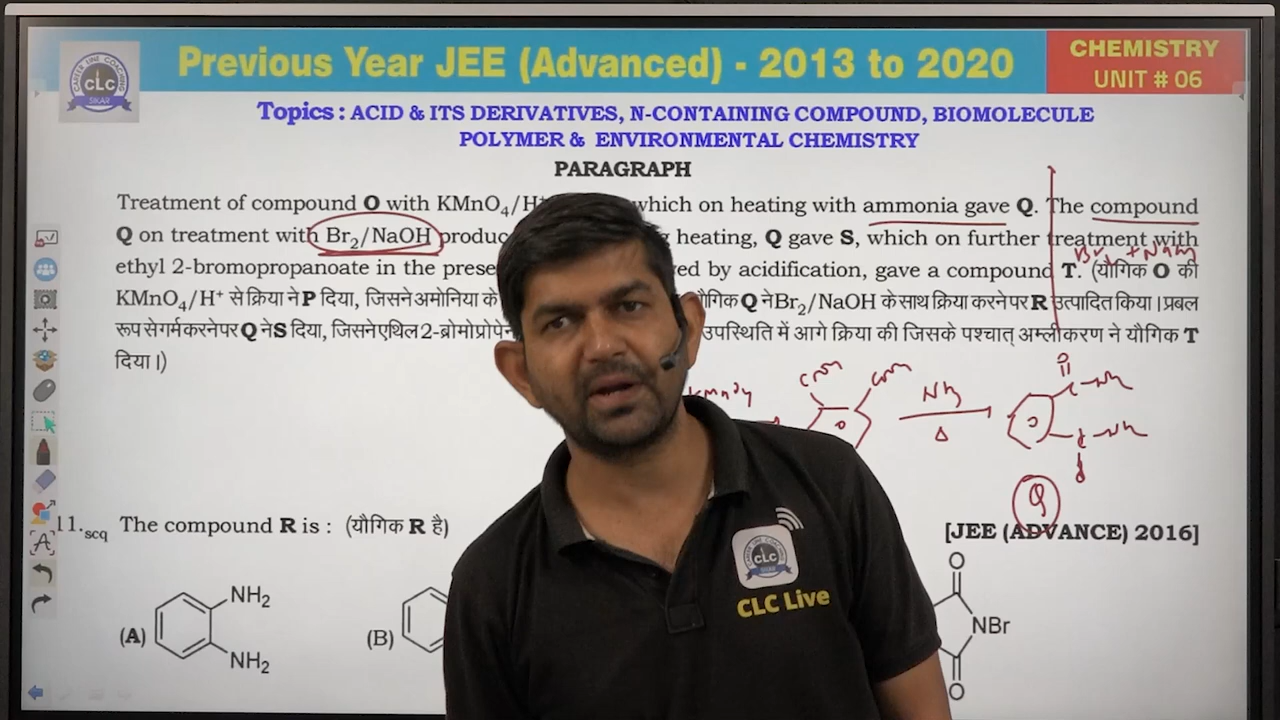 Previous Year JEE (Advanced) - 2013 to 2020
CHEMISTRY
UNIT # 06
CLC
SIKAR
Topics : ACID & ITS DERIVATIVES, N-CONTAINING COMPOUND, BIOMOLECULE
POLYMER & ENVIRONMENTAL CHEMISTRY
PARAGRAPH
Treatment of compound O with KMnO₄/H⁺ which on heating with ammonia gave Q. The compound
Q on treatment with Br₂/NaOH heating, Q gave S, which on further treatment with
ethyl 2-bromopropanoate in the by acidification, gave a compound T. (यौगिक O की
KMnO₄/H⁺ से क्रिया ने P दिया, जिसने अमोनिया के Q ने Br₂/NaOH के साथ क्रिया करने पर R उत्पादित किया। प्रबल
रूप से गर्म करने पर Q ने S दिया, जिसने एथिल 2- उपस्थिति में आगे क्रिया की जिसके पश्चात् अम्लीकरण ने यौगिक T
दिया।)
NH₃
Δ
Q
11.scq The compound R is : (यौगिक R है)
[JEE (ADVANCE) 2016]
(A)
NH₂
NH₂
(B)
O
NBr
O
CLC
CLC Live